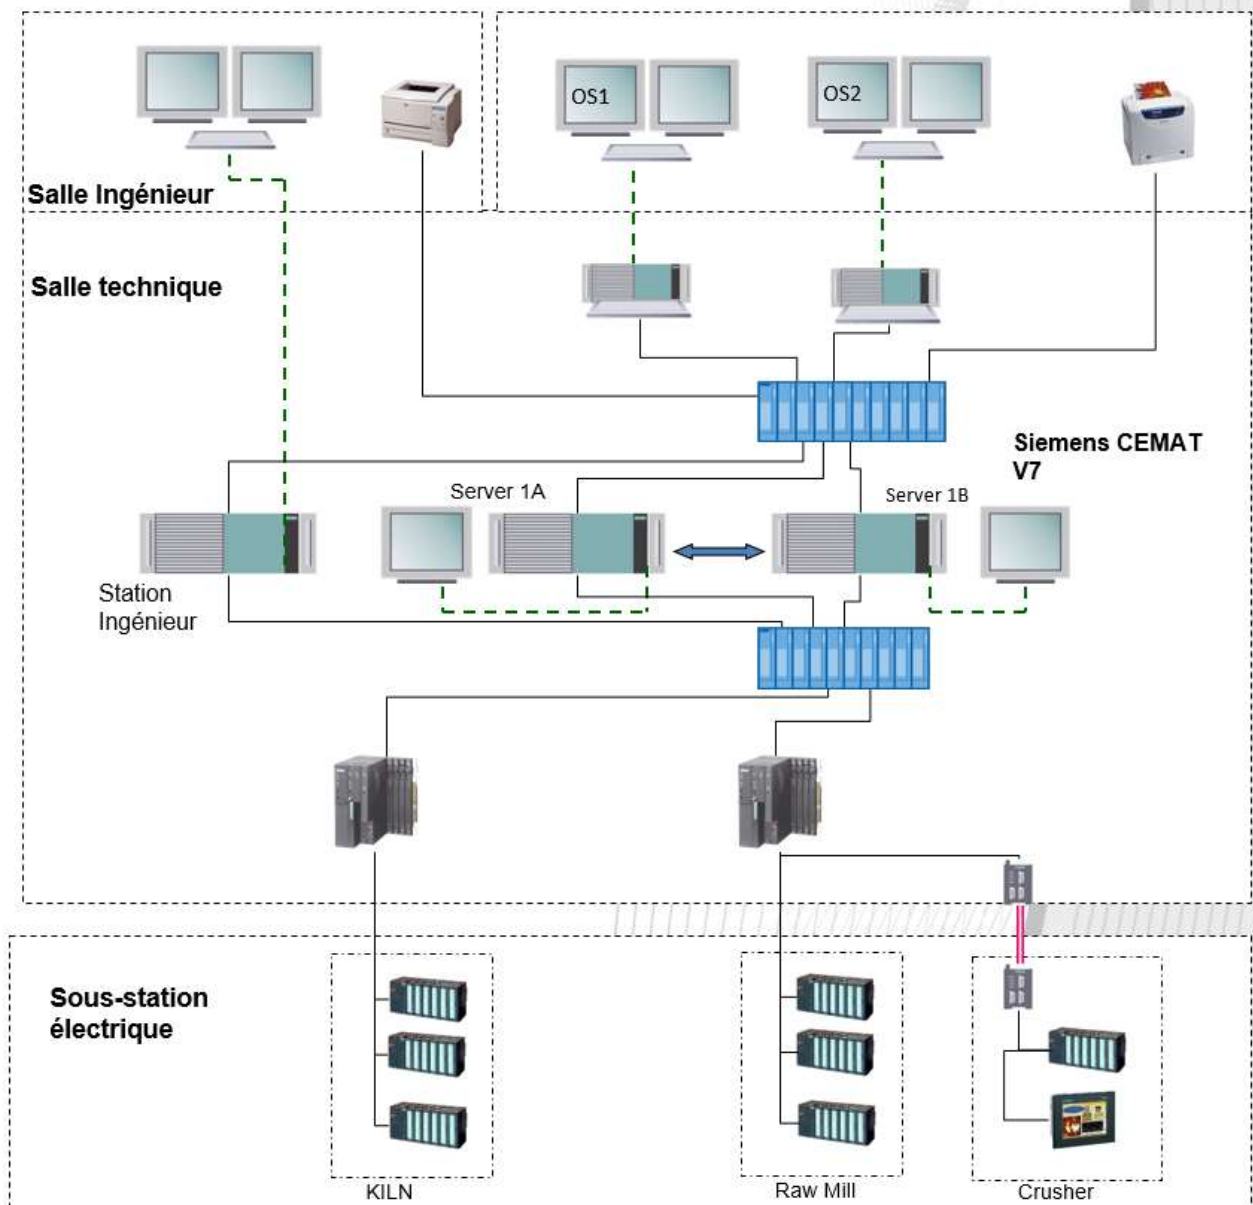 OS1
OS2
Salle Ingénieur
Salle technique
Siemens CEMAT
V7
Server 1A
Server 1B
Station
Ingénieur
Sous-station
électrique
KILN
Raw Mill
Crusher